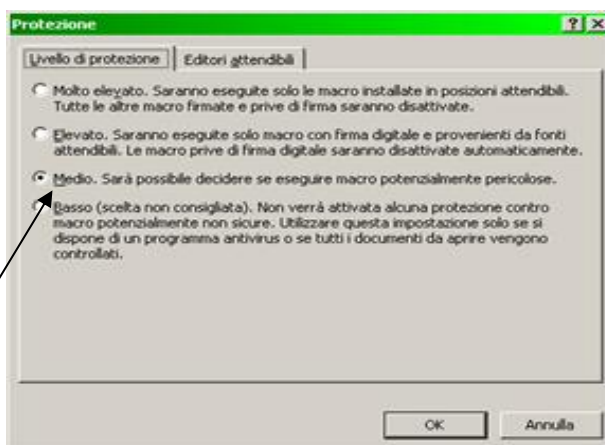 Protezione
Livello di protezione
Editori attendibili
Molto elevato. Saranno eseguite solo le macro installate in posizioni attendibili.
Tutte le altre macro firmate e prive di firma saranno disattivate.
Elevato. Saranno eseguite solo macro con firma digitale e provenienti da fonti
attendibili. Le macro prive di firma digitale saranno disattivate automaticamente.
Medio. Sarà possibile decidere se eseguire macro potenzialmente pericolose.
Basso (scelta non consigliata). Non verrà attivata alcuna protezione contro
macro potenzialmente non sicure. Utilizzare questa impostazione solo se si
dispone di un programma antivirus o se tutti i documenti da aprire vengono
controllati.
OK
Annulla